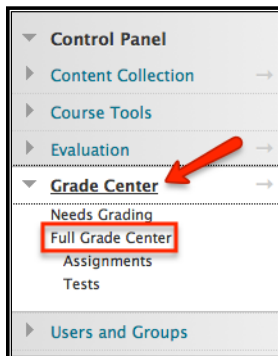 Control Panel
Content Collection
Course Tools
Evaluation
Grade Center
Needs Grading
Full Grade Center
Assignments
Tests
Users and Groups